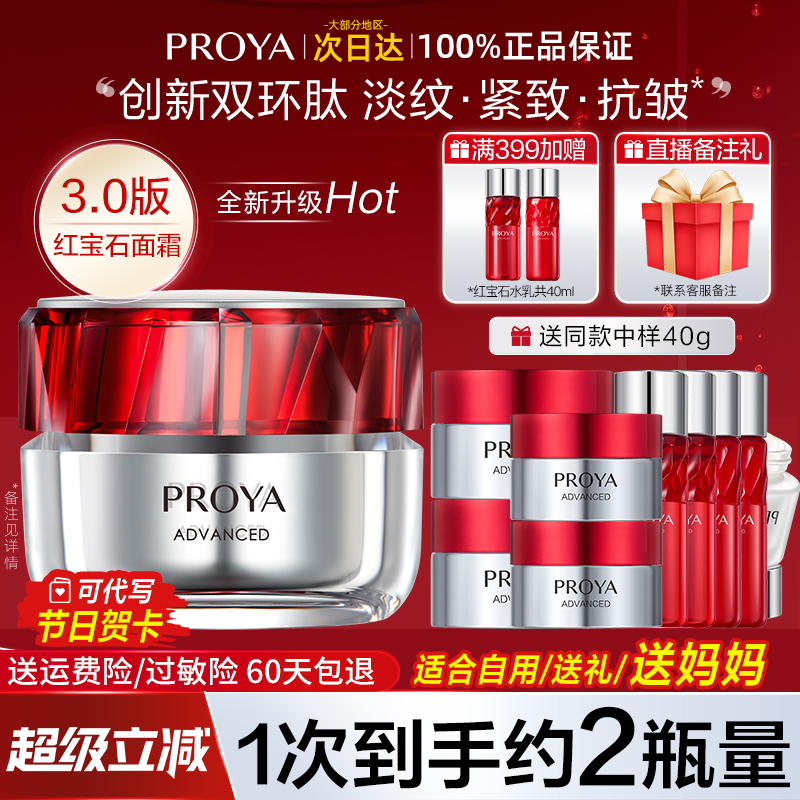 PROYA
-大部分地区-
次日达
100%正品保证
“创新双环肽 淡纹·紧致·抗皱*”
3.0版
红宝石面霜
全新升级Hot
满399加赠
PROYA
PROYA
*红宝石水乳共40ml
直播备注礼
*联系客服备注
送同款中样40g
PROYA
ADVANCED
*备注见详情
PROYA
ADVANCED
PROYA
ADVANCED
可代写
节日贺卡
送运费险/过敏险 60天包退
适合自用/送礼/送妈妈
超级立减
1次到手约2瓶量